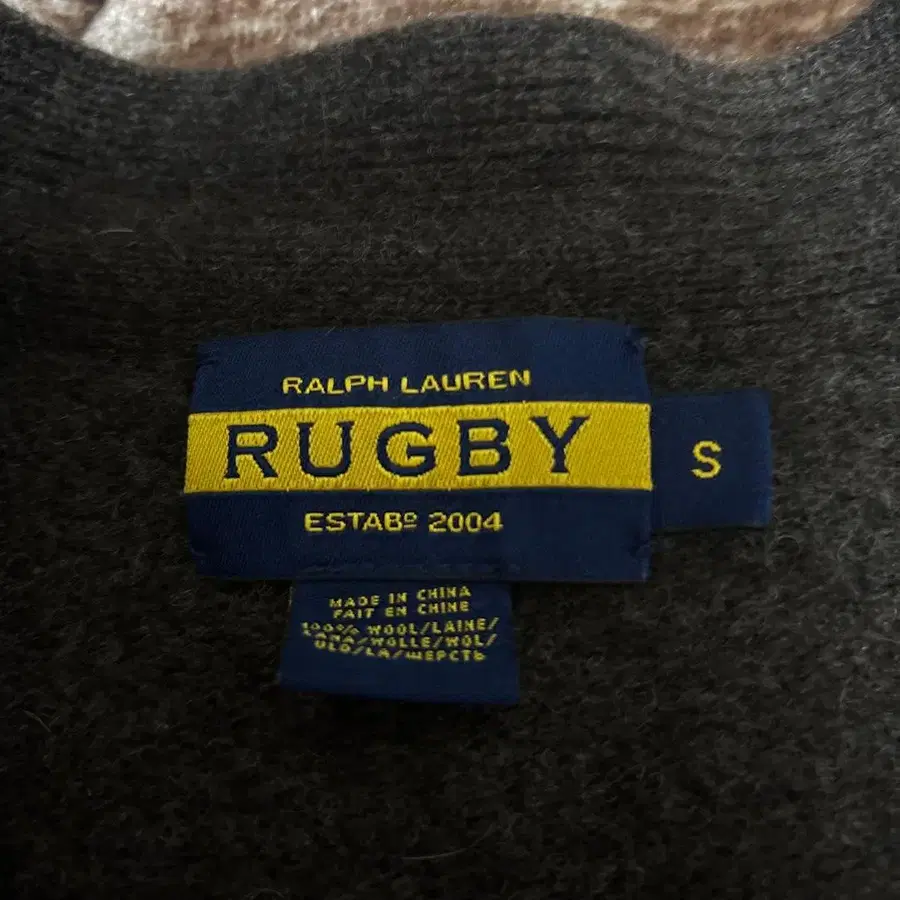 RALPH LAUREN
RUGBY
ESTABº 2004
S
MADE IN CHINA
FAIT EN CHINE
100% WOOL/LAINE/
LANA/WOLLE/WOL/
ULD/LA/ШЕРСТЬ